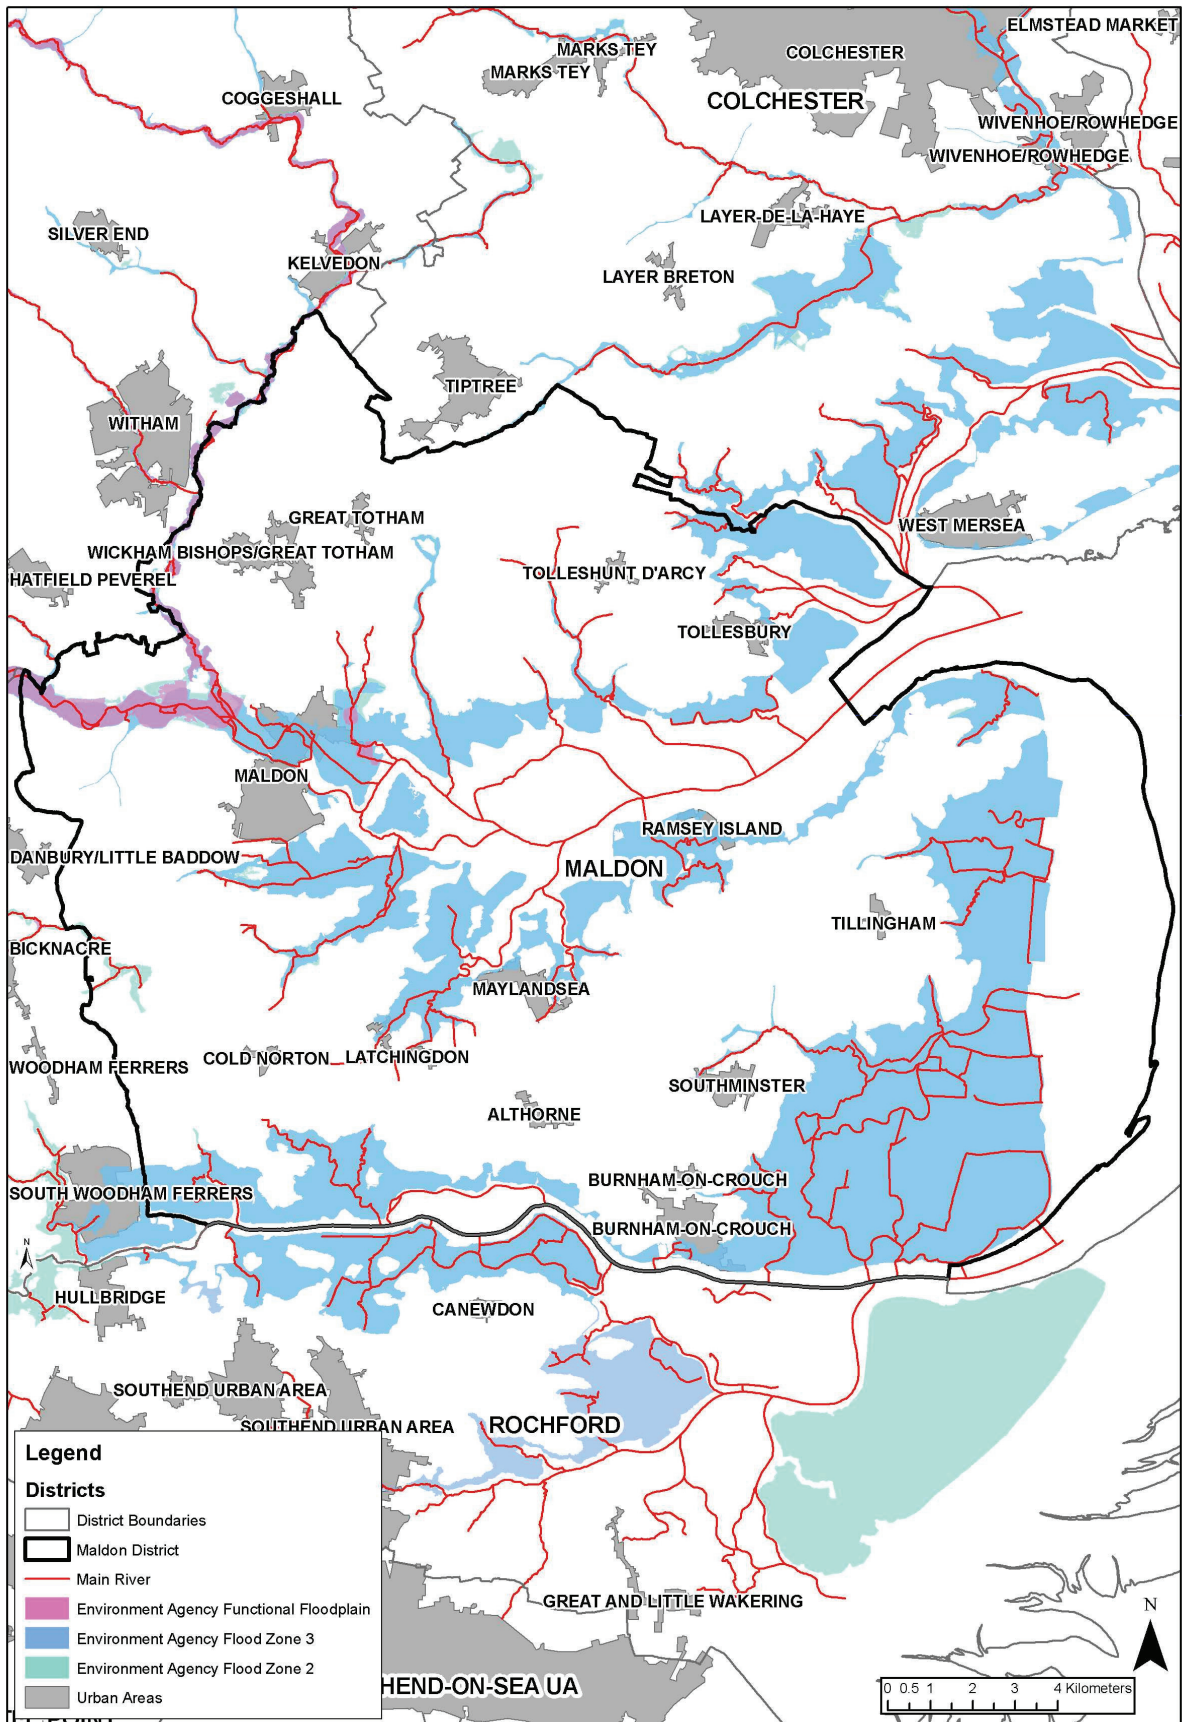 ELMSTEAD MARKET
MARKS TEY
COLCHESTER
MARKS TEY
COGGESHALL
COLCHESTER
WIVENHOE/ROWHEDGE
WIVENHOE/ROWHEDGE
LAYER-DE-LA-HAYE
SILVER END
KELVEDON
LAYER BRETON
TIPTREE
WITHAM
GREAT TOTHAM
WEST MERSEA
WICKHAM BISHOPS/GREAT TOTHAM
HATFIELD PEVEREL
TOLLESHUNT D'ARCY
TOLLESBURY
MALDON
RAMSEY ISLAND
DANBURY/LITTLE BADDOW
MALDON
TILLINGHAM
BICKNACRE
MAYLANDSEA
COLD NORTON
LATCHINGDON
WOODHAM FERRERS
SOUTHMINSTER
ALTHORNE
BURNHAM-ON-CROUCH
SOUTH WOODHAM FERRERS
BURNHAM-ON-CROUCH
N
HULLBRIDGE
CANEWDON
SOUTHEND URBAN AREA
SOUTHEND URBAN AREA
ROCHFORD
GREAT AND LITTLE WAKERING
HEND-ON-SEA UA
Legend
Districts
District Boundaries
Maldon District
Main River
Environment Agency Functional Floodplain
Environment Agency Flood Zone 3
Environment Agency Flood Zone 2
Urban Areas
N
0 0.5 1 2 3 4 Kilometers